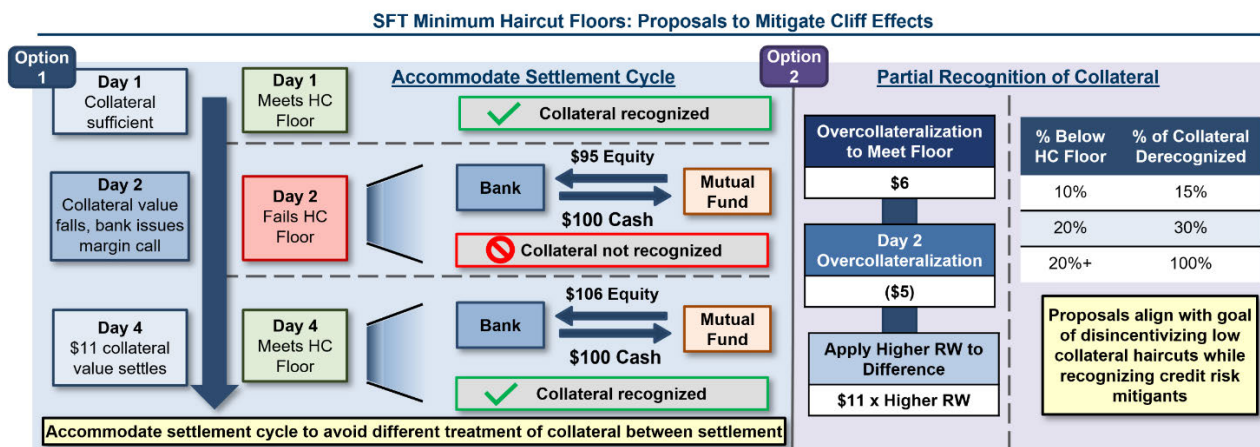 SFT Minimum Haircut Floors: Proposals to Mitigate Cliff Effects
Option
1
Day 1
Collateral
sufficient
Day 2
Collateral value
falls, bank issues
margin call
Day 4
$11 collateral
value settles
Day 1
Meets HC
Floor
Day 2
Fails HC
Floor
Day 4
Meets HC
Floor
Accommodate Settlement Cycle
Collateral recognized
$95 Equity
Bank
Mutual
Fund
$100 Cash
Collateral not recognized
$106 Equity
Bank
Mutual
Fund
$100 Cash
Collateral recognized
Accommodate settlement cycle to avoid different treatment of collateral between settlement
Option
2
Partial Recognition of Collateral
Overcollateralization
to Meet Floor
$6
Day 2
Overcollateralization
($5)
Apply Higher RW to
Difference
$11 x Higher RW
% Below
HC Floor
% of Collateral
Derecognized
10% 15%
20% 30%
20%+ 100%
Proposals align with goal
of disincentivizing low
collateral haircuts while
recognizing credit risk
mitigants